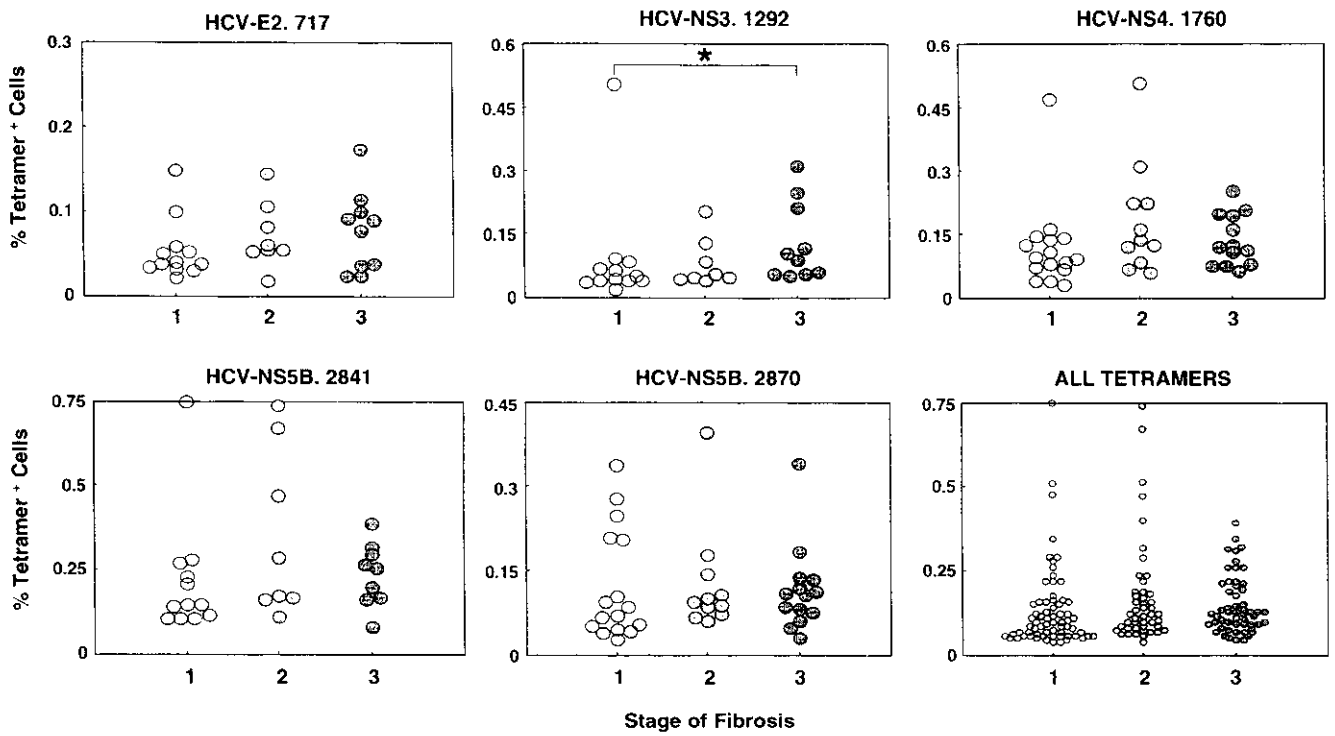 HCV-E2. 717
HCV-NS3. 1292
HCV-NS4. 1760
% Tetramer + Cells
0.3
0.2
0.1
0
1 2 3
0.6
0.45
0.3
0.15
0
*
1 2 3
0.6
0.45
0.3
0.15
0
1 2 3
HCV-NS5B. 2841
HCV-NS5B. 2870
ALL TETRAMERS
% Tetramer + Cells
0.75
0.5
0.25
0
1 2 3
0.45
0.3
0.15
0
1 2 3
0.75
0.5
0.25
0
1 2 3
Stage of Fibrosis